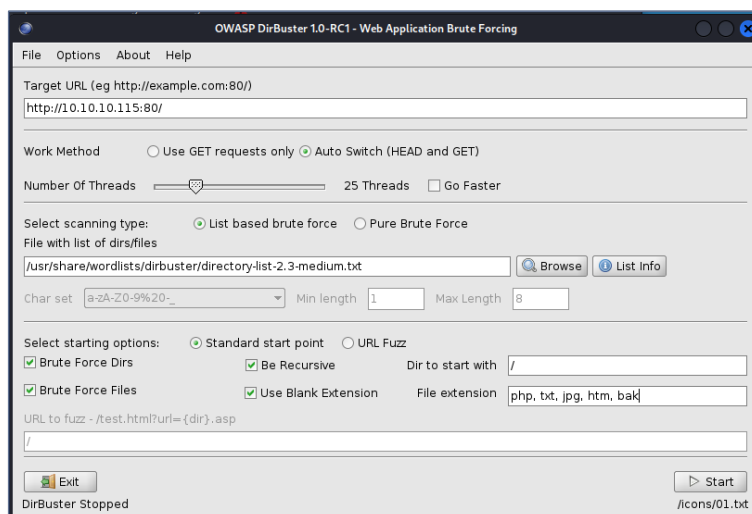 OWASP DirBuster 1.0-RC1 - Web Application Brute Forcing
File Options About Help
Target URL (eg http://example.com:80/)
http://10.10.10.115:80/
Work Method Use GET requests only Auto Switch (HEAD and GET)
Number Of Threads 25 Threads Go Faster
Select scanning type: List based brute force Pure Brute Force
File with list of dirs/files
/usr/share/wordlists/dirbuster/directory-list-2.3-medium.txt Browse List Info
Char set a-zA-Z0-9%20-_ Min length 1 Max Length 8
Select starting options: Standard start point URL Fuzz
Brute Force Dirs Be Recursive Dir to start with /
Brute Force Files Use Blank Extension File extension php, txt, jpg, htm, bak
URL to fuzz - /test.html?url={dir}.asp
/
Exit Start
DirBuster Stopped /icons/01.txt